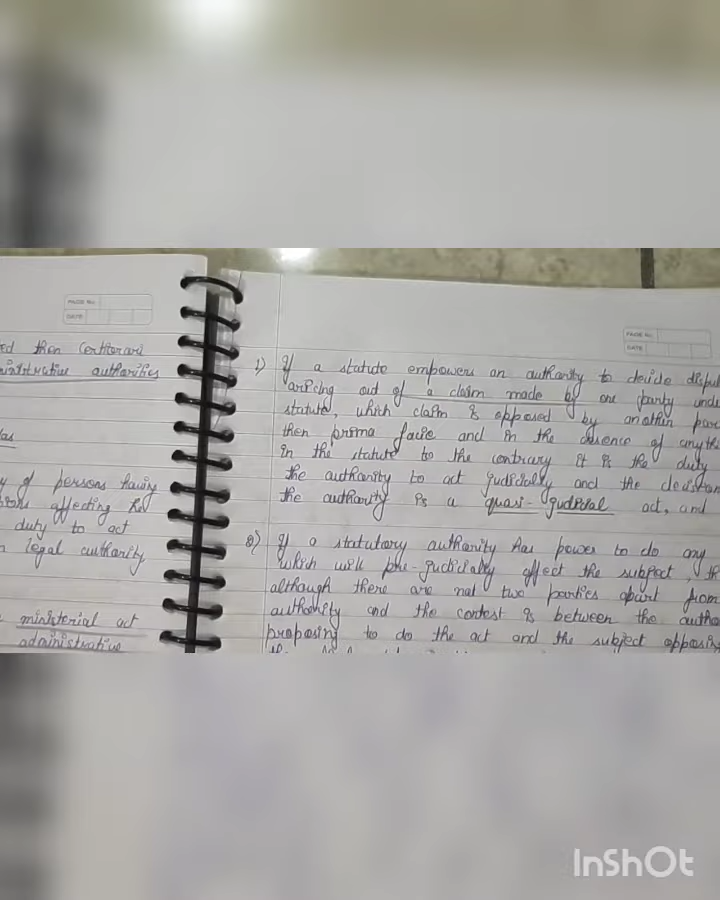 PAGE No.
DATE
ed then Certiorari
administrative authorities
of persons having
affecting
duty to act
legal authority
ministerial act
administrative
PAGE No.
DATE
1) If a statute empowers an authority to decide
arising out of a claim made by one party
statute, which claim is opposed by another
then prima facie and in the absence of
in the statute to the contrary it is the duty
the authority to act judicially and the decision
the authority is a quasi-judicial act, and
2) If a statutory authority has power to do any
which will pre-judicially affect the subject,
although there are not two parties apart from
authority and the contest is between the
proposing to do the act and the subject opposing
InShOt